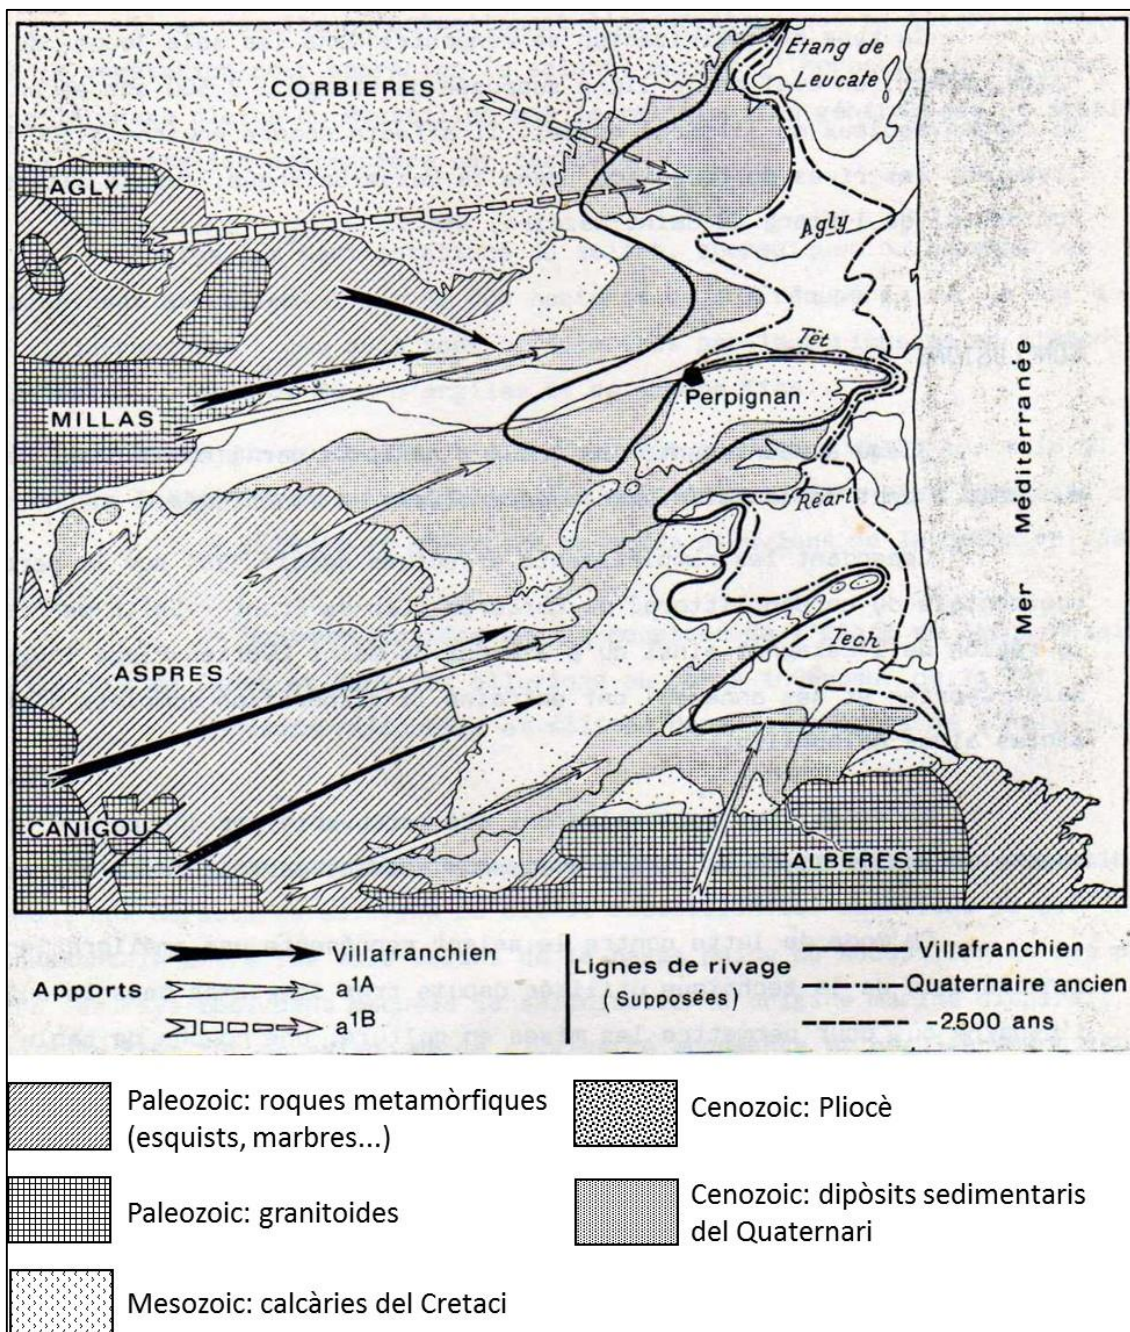 Etang de
Leucate
CORBIERES
AGLY
Agly
Têt
MILLAS
Perpignan
Réart
Mer Méditerranée
Tech
ASPRES
CANIGOU
ALBERES
Apports
Villafranchien
a1A
a1B
Lignes de rivage
(Supposées)
Villafranchien
Quaternaire ancien
2.500 ans
Paleozoic: roques metamòrfiques
(esquists, marbres...)
Paleozoic: granitoides
Mesozoic: calcàries del Cretaci
Cenozoic: Pliocè
Cenozoic: dipòsits sedimentaris
del Quaternari